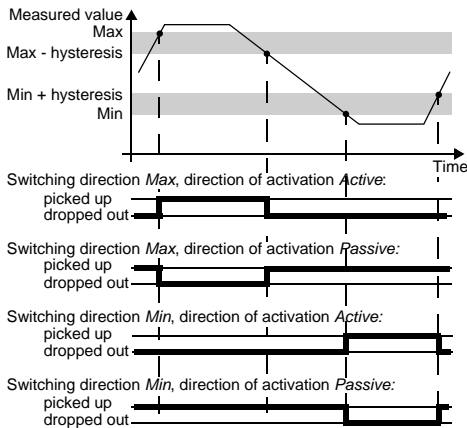 Measured value
Max
Max - hysteresis
Min + hysteresis
Min
Time
Switching direction Max, direction of activation Active:
picked up
dropped out
Switching direction Max, direction of activation Passive:
picked up
dropped out
Switching direction Min, direction of activation Active:
picked up
dropped out
Switching direction Min, direction of activation Passive:
picked up
dropped out